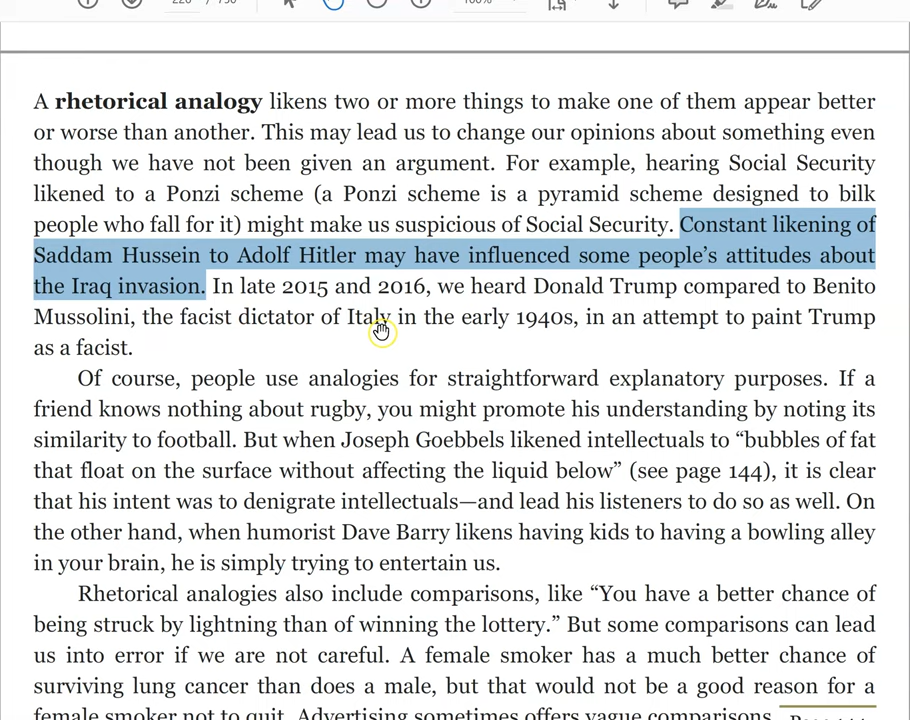 A rhetorical analogy likens two or more things to make one of them appear better
or worse than another. This may lead us to change our opinions about something even
though we have not been given an argument. For example, hearing Social Security
likened to a Ponzi scheme (a Ponzi scheme is a pyramid scheme designed to bilk
people who fall for it) might make us suspicious of Social Security. Constant likening of
Saddam Hussein to Adolf Hitler may have influenced some people’s attitudes about
the Iraq invasion. In late 2015 and 2016, we heard Donald Trump compared to Benito
Mussolini, the facist dictator of Italy in the early 1940s, in an attempt to paint Trump
as a facist.
Of course, people use analogies for straightforward explanatory purposes. If a
friend knows nothing about rugby, you might promote his understanding by noting its
similarity to football. But when Joseph Goebbels likened intellectuals to “bubbles of fat
that float on the surface without affecting the liquid below” (see page 144), it is clear
that his intent was to denigrate intellectuals—and lead his listeners to do so as well. On
the other hand, when humorist Dave Barry likens having kids to having a bowling alley
in your brain, he is simply trying to entertain us.
Rhetorical analogies also include comparisons, like “You have a better chance of
being struck by lightning than of winning the lottery.” But some comparisons can lead
us into error if we are not careful. A female smoker has a much better chance of
surviving lung cancer than does a male, but that would not be a good reason for a
female smoker not to quit. Advertising sometimes offers vague comparisons